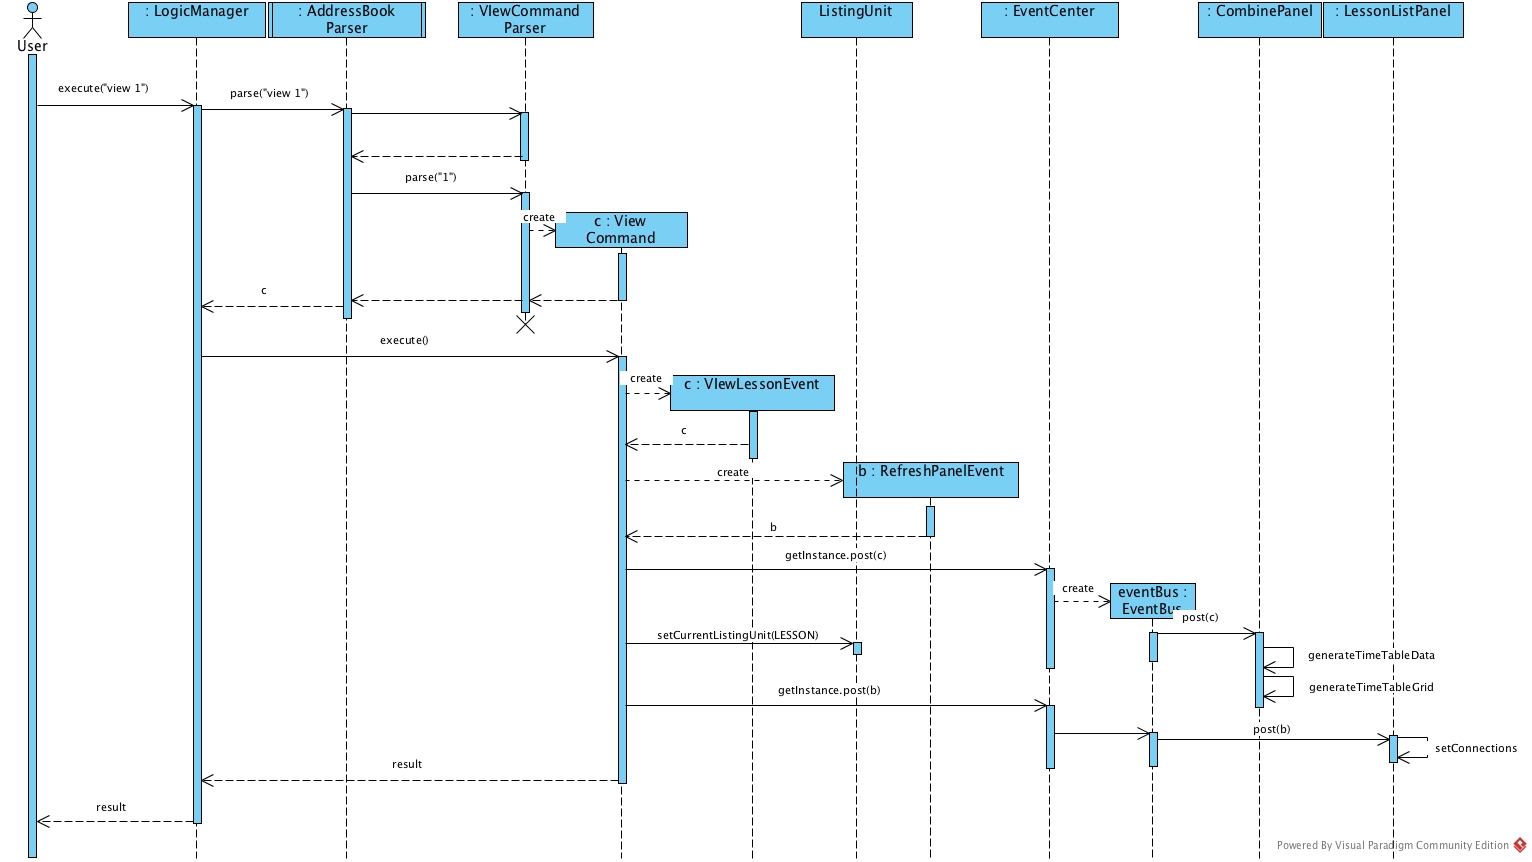 : LogicManager
: AddressBook
Parser
: VIewCommand
Parser
ListingUnit
: EventCenter
: CombinePanel
: LessonListPanel
User
execute("view 1")
parse("view 1")
parse("1")
create
c : View
Command
c
execute()
create
c : VIewLessonEvent
c
create
b : RefreshPanelEvent
b
getInstance.post(c)
create
eventBus :
EventBus
post(c)
setCurrentListingUnit(LESSON)
generateTimeTableData
generateTimeTableGrid
getInstance.post(b)
post(b)
setConnections
result
result
Powered By Visual Paradigm Community Edition